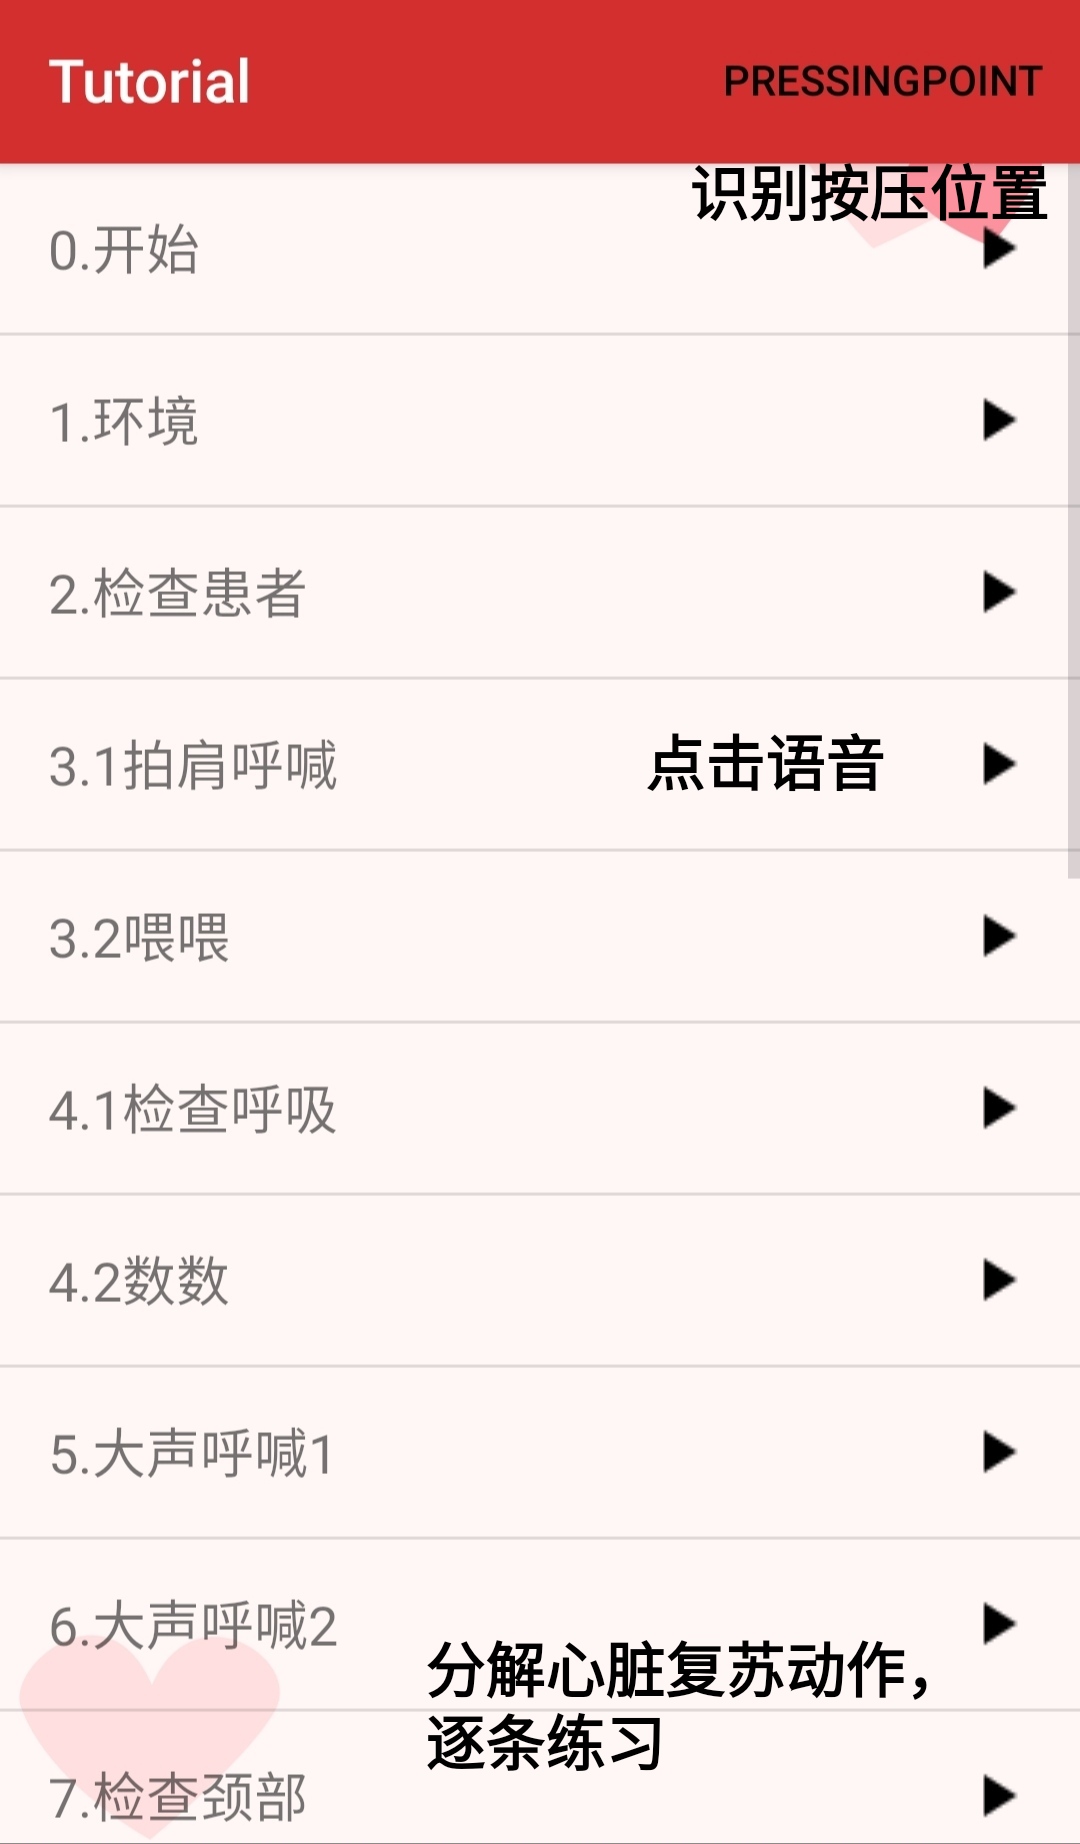 Tutorial
PRESSINGPOINT
识别按压位置
0.开始
1.环境
2.检查患者
3.1拍肩呼喊
点击语音
3.2喂喂
4.1检查呼吸
4.2数数
5.大声呼喊1
6.大声呼喊2
分解心脏复苏动作，
逐条练习
7.检查颈部